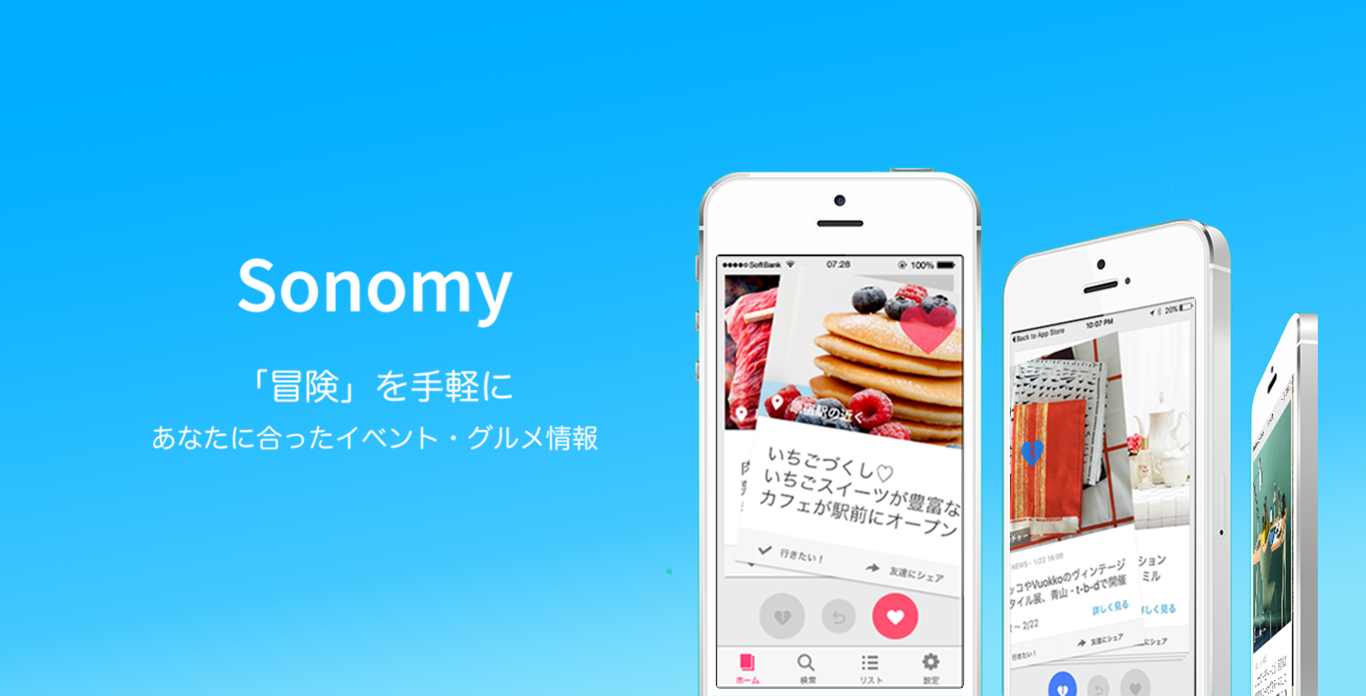 Sonomy
「冒険」を手軽に
あなたに合ったイベント・グルメ情報
SoftBank
07:28
100%
原宿駅の近く
いちごづくし♡
いちごスイーツが豊富な
カフェが駅前にオープン
行きたい！
友達にシェア
ホーム
検索
リスト
設定
Back to App Store
10:07 PM
20%
NEWS・1/22 16:09
ッコやVuokkoのヴィンテージ
タイル展、青山・t-b-dで開催
～ 2/22
詳しく見る
行きたい！
友達にシェア
ション
ミル
詳しく見る
にシェア